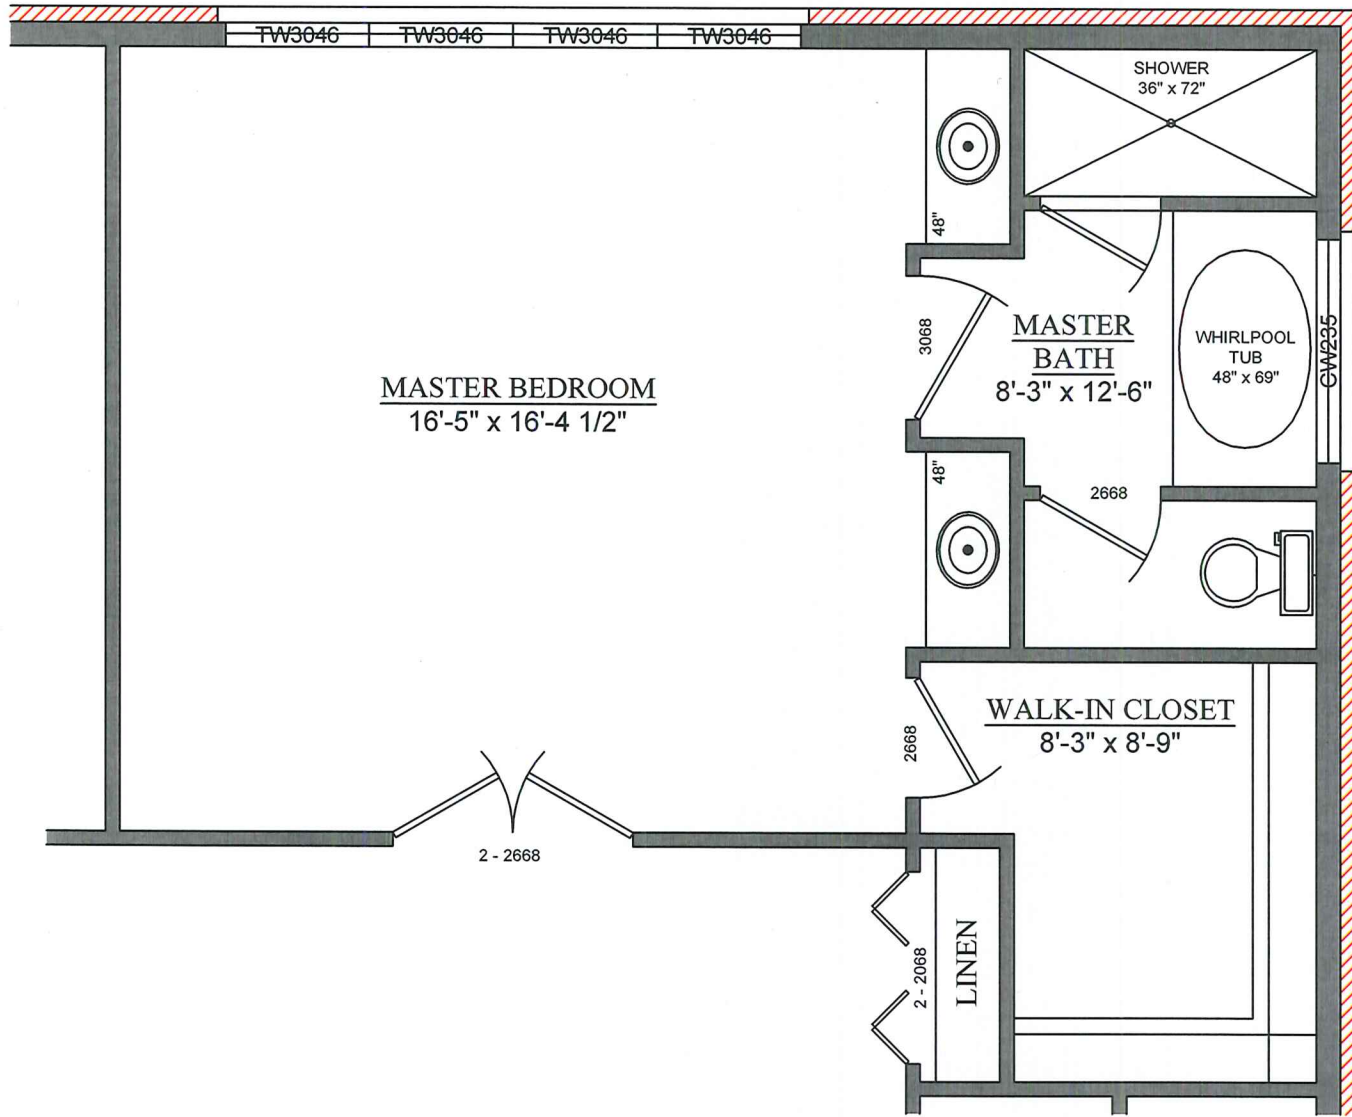 TW3046
TW3046
TW3046
TW3046
SHOWER
36" x 72"
48"
3068
MASTER
BATH
8'-3" x 12'-6"
WHIRLPOOL
TUB
48" x 69"
CW235
MASTER BEDROOM
16'-5" x 16'-4 1/2"
48"
2668
WALK-IN CLOSET
8'-3" x 8'-9"
2668
2 - 2668
2 - 2068
LINEN